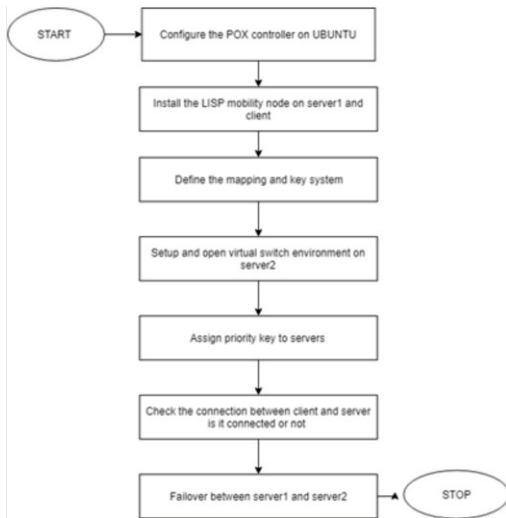 START
Configure the POX controller on UBUNTU
Install the LISP mobility node on server1 and
client
Define the mapping and key system
Setup and open virtual switch environment on
server2
Assign priority key to servers
Check the connection between client and server
is it connected or not
Failover between server1 and server2
STOP